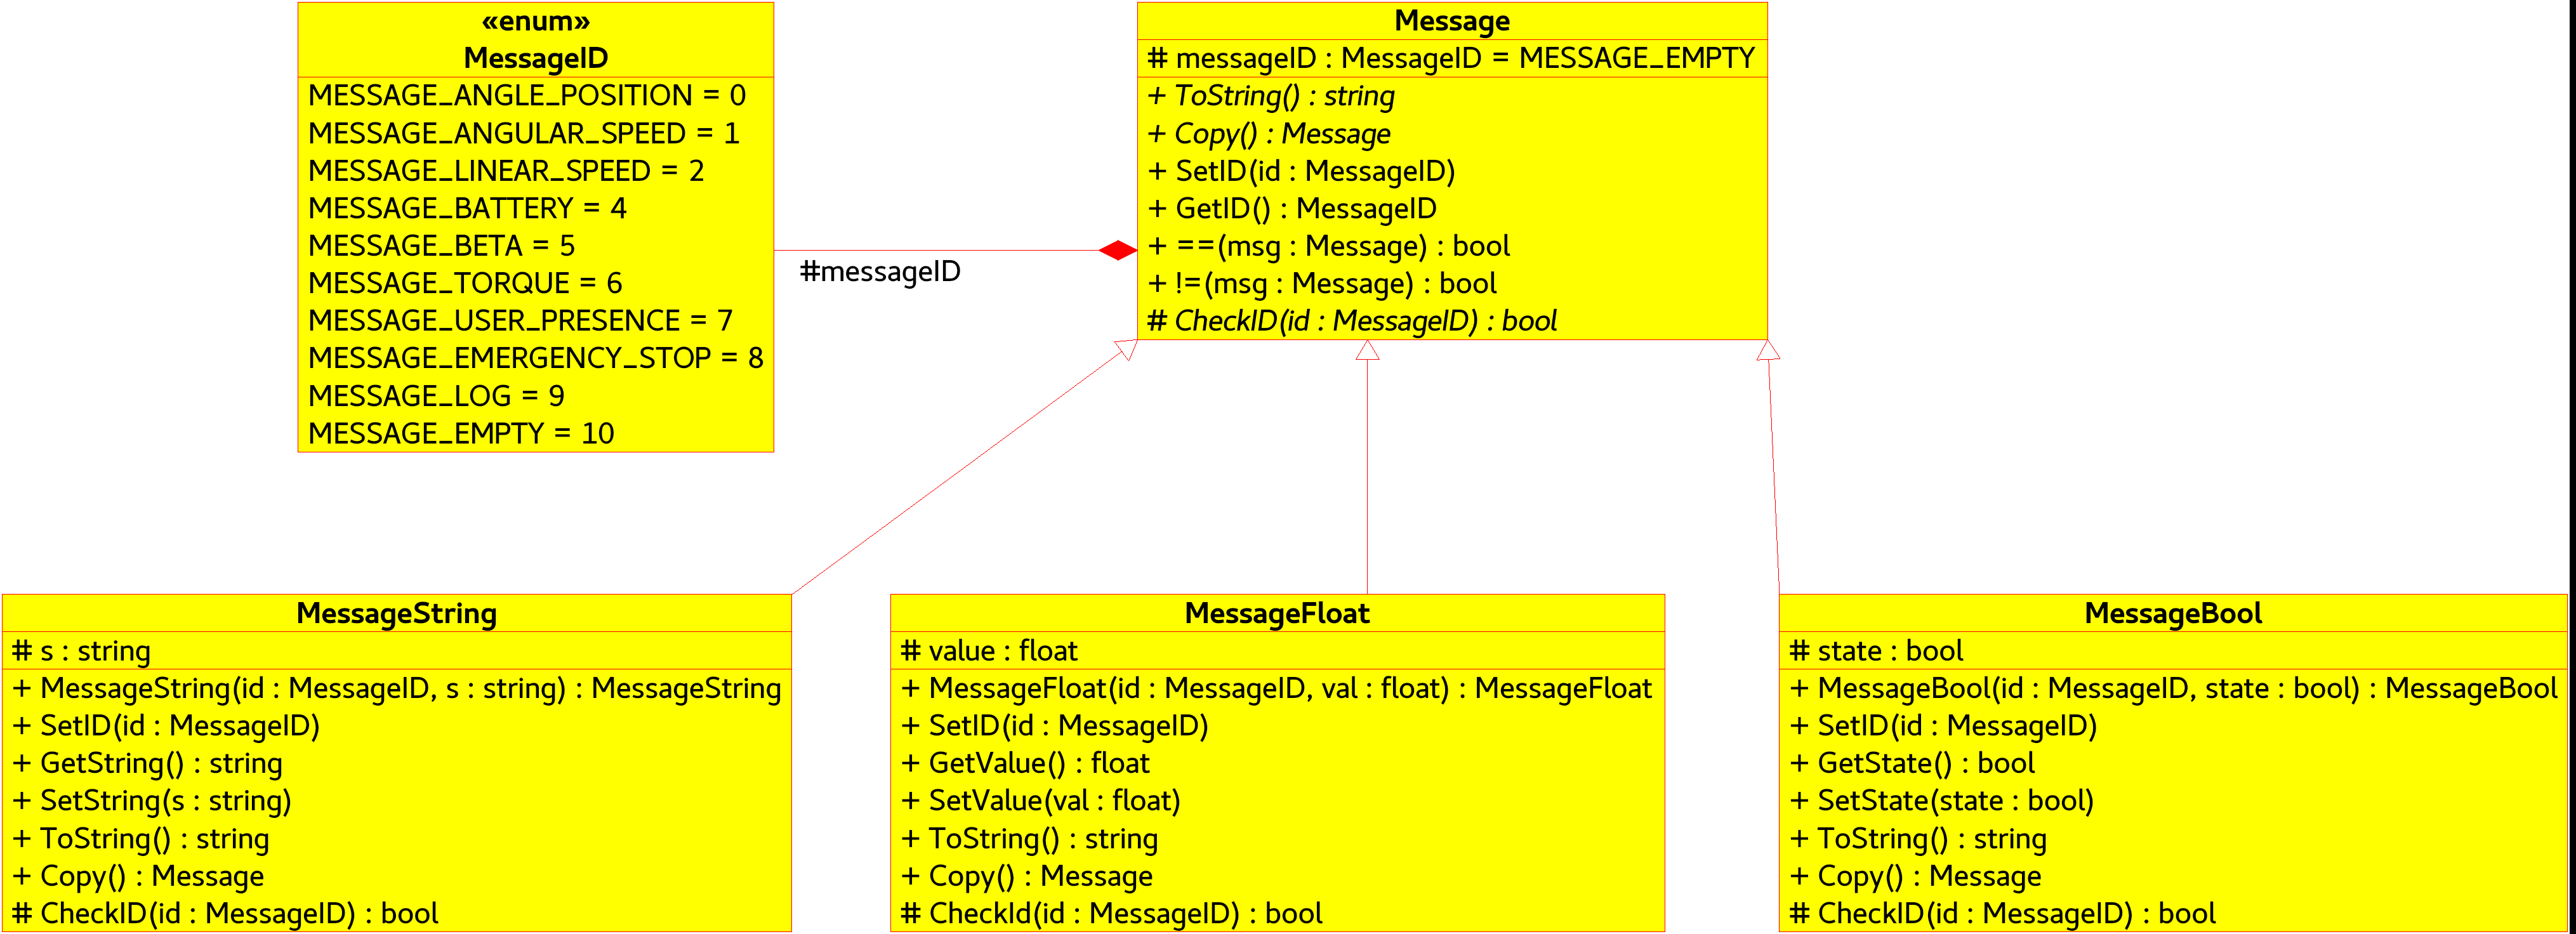 «enum»
MessageID
MESSAGE_ANGLE_POSITION = 0
MESSAGE_ANGULAR_SPEED = 1
MESSAGE_LINEAR_SPEED = 2
MESSAGE_BATTERY = 4
MESSAGE_BETA = 5
MESSAGE_TORQUE = 6
MESSAGE_USER_PRESENCE = 7
MESSAGE_EMERGENCY_STOP = 8
MESSAGE_LOG = 9
MESSAGE_EMPTY = 10
#messageID
Message
# messageID : MessageID = MESSAGE_EMPTY
+ ToString() : string
+ Copy() : Message
+ SetID(id : MessageID)
+ GetID() : MessageID
+ ==(msg : Message) : bool
+ !=(msg : Message) : bool
# CheckID(id : MessageID) : bool
MessageString
# s : string
+ MessageString(id : MessageID, s : string) : MessageString
+ SetID(id : MessageID)
+ GetString() : string
+ SetString(s : string)
+ ToString() : string
+ Copy() : Message
# CheckID(id : MessageID) : bool
MessageFloat
# value : float
+ MessageFloat(id : MessageID, val : float) : MessageFloat
+ SetID(id : MessageID)
+ GetValue() : float
+ SetValue(val : float)
+ ToString() : string
+ Copy() : Message
# CheckId(id : MessageID) : bool
MessageBool
# state : bool
+ MessageBool(id : MessageID, state : bool) : MessageBool
+ SetID(id : MessageID)
+ GetState() : bool
+ SetState(state : bool)
+ ToString() : string
+ Copy() : Message
# CheckID(id : MessageID) : bool